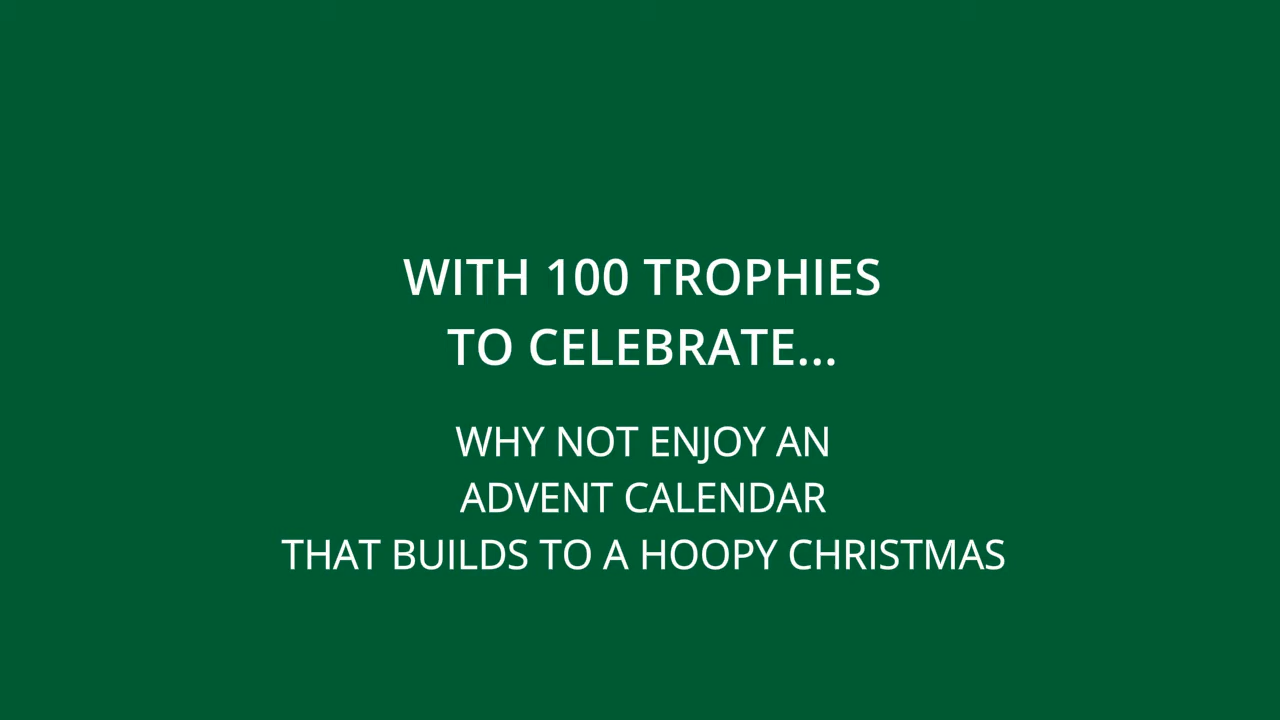 WITH 100 TROPHIES
TO CELEBRATE...
WHY NOT ENJOY AN
ADVENT CALENDAR
THAT BUILDS TO A HOOPY CHRISTMAS